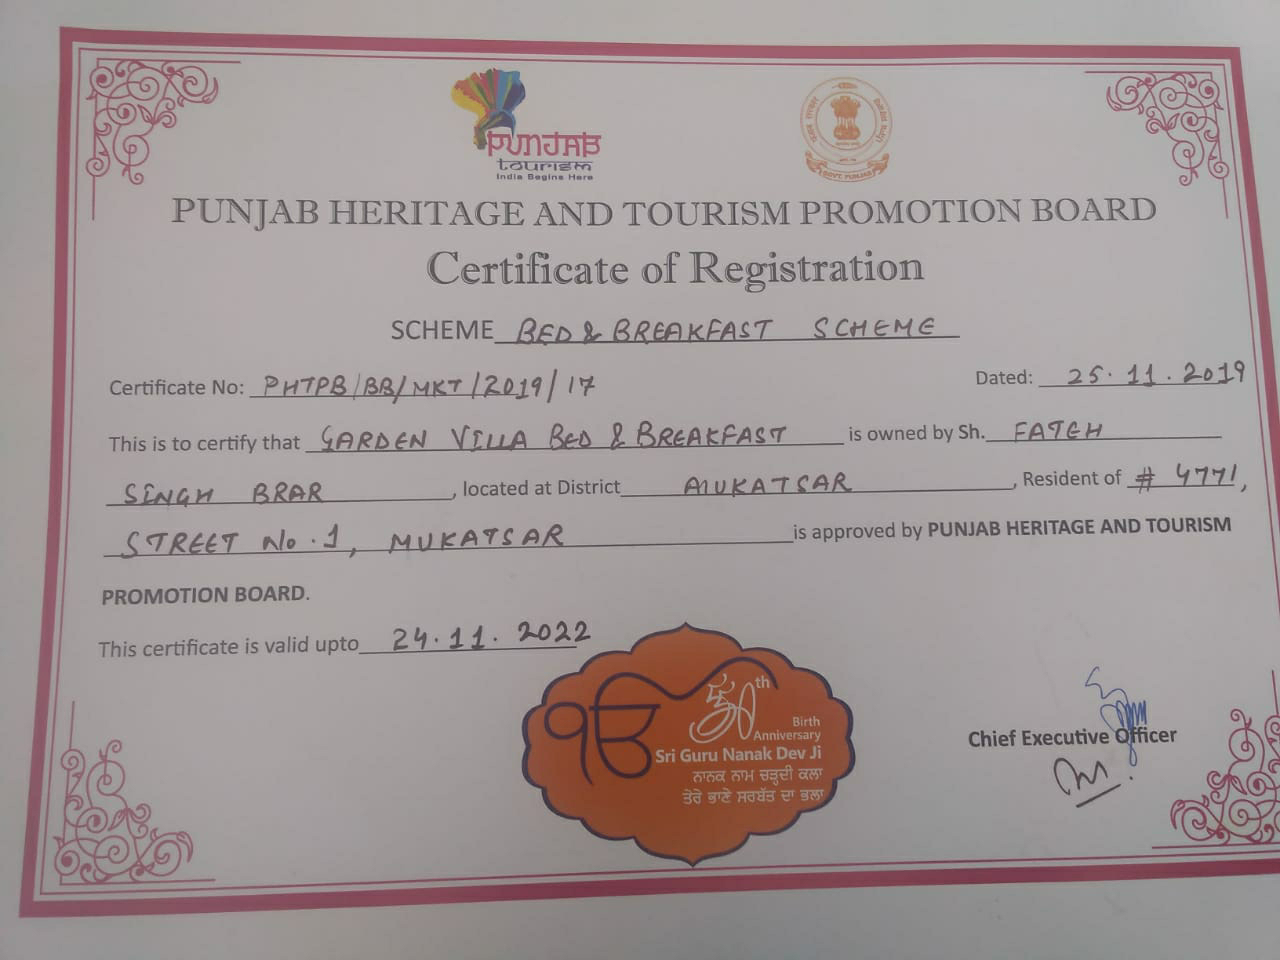 PUNJAB
tourism
India Begins Here
GOVT. PUNJAB
PUNJAB HERITAGE AND TOURISM PROMOTION BOARD
Certificate of Registration
SCHEME BED & BREAKFAST SCHEME
Certificate No: PHTPB/BB/MKT/2019/17 Dated: 25.11.2019
This is to certify that GARDEN VILLA BED & BREAKFAST is owned by Sh. FATEH
SINGH BRAR, located at District MUKATSAR, Resident of # 4771,
STREET No.1, MUKATSAR is approved by PUNJAB HERITAGE AND TOURISM
PROMOTION BOARD.
This certificate is valid upto 24.11.2022
ੴ
550th
Birth
Anniversary
Sri Guru Nanak Dev Ji
ਨਾਨਕ ਨਾਮ ਚੜ੍ਹਦੀ ਕਲਾ
ਤੇਰੇ ਭਾਣੇ ਸਰਬੱਤ ਦਾ ਭਲਾ
Chief Executive Officer